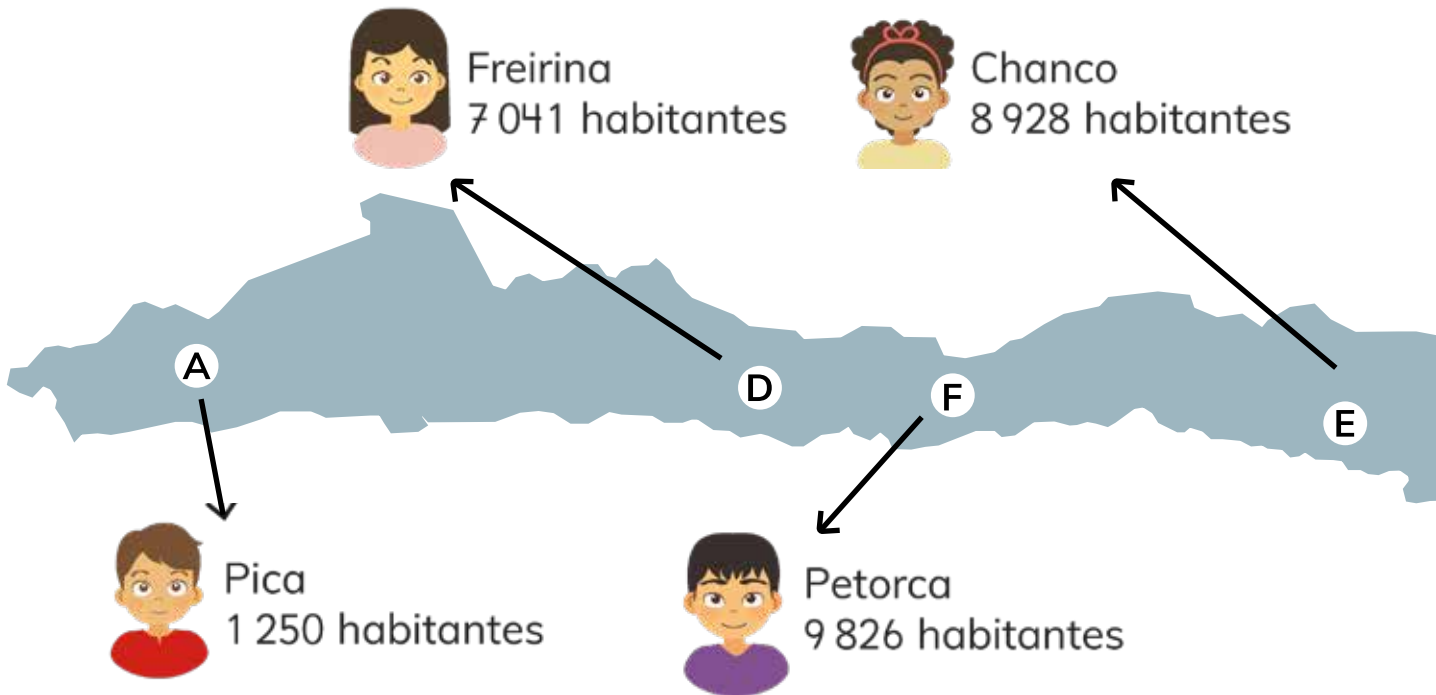 Freirina
7 041 habitantes
Chanco
8 928 habitantes
A
D
F
E
Pica
1 250 habitantes
Petorca
9 826 habitantes